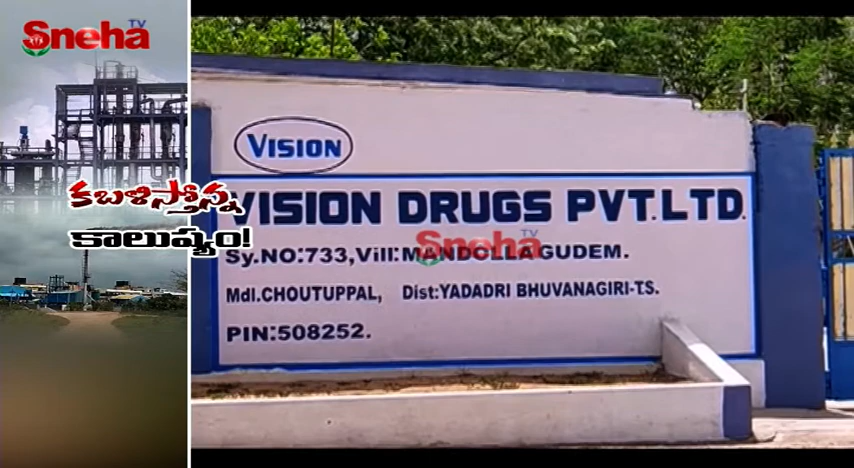 Sneha TV
కబళిస్తోన్న
కాలుష్యం!
VISION
VISION DRUGS PVT.LTD.
Sy.NO:733,Vill:MANDOLLAGUDEM.
Sneha TV
Mdl.CHOUTUPPAL, Dist:YADADRI BHUVANAGIRI-TS.
PIN:508252.